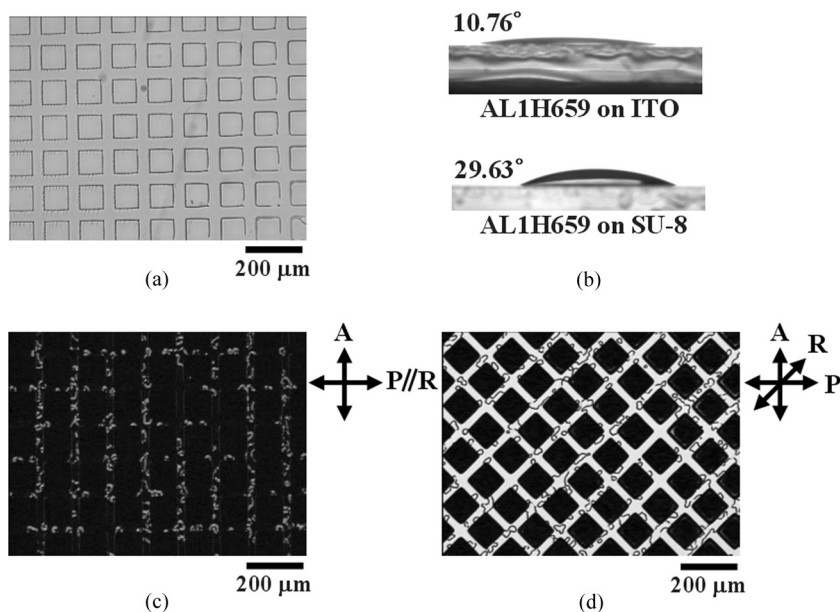 10.76°
AL1H659 on ITO
29.63°
AL1H659 on SU-8
200 μm
(a)
(b)
A
P//R
200 μm
(c)
A
R
P
200 μm
(d)